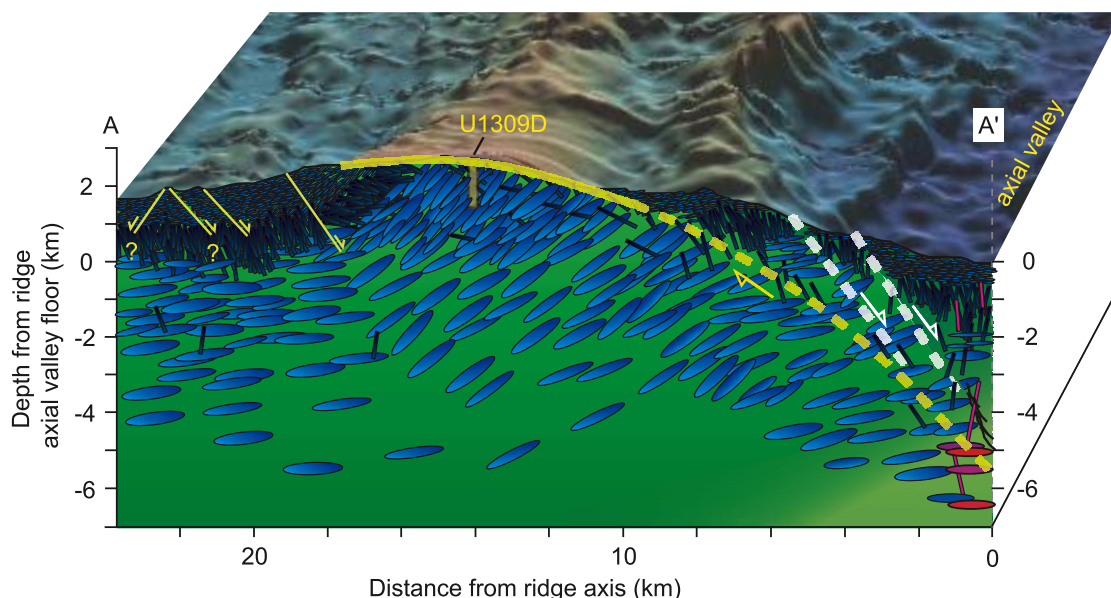 U1309D
A
A'
axial valley
2
0
-2
-4
-6
0
-2
-4
-6
?
?
Depth from ridge
axial valley floor (km)
20
10
0
Distance from ridge axis (km)